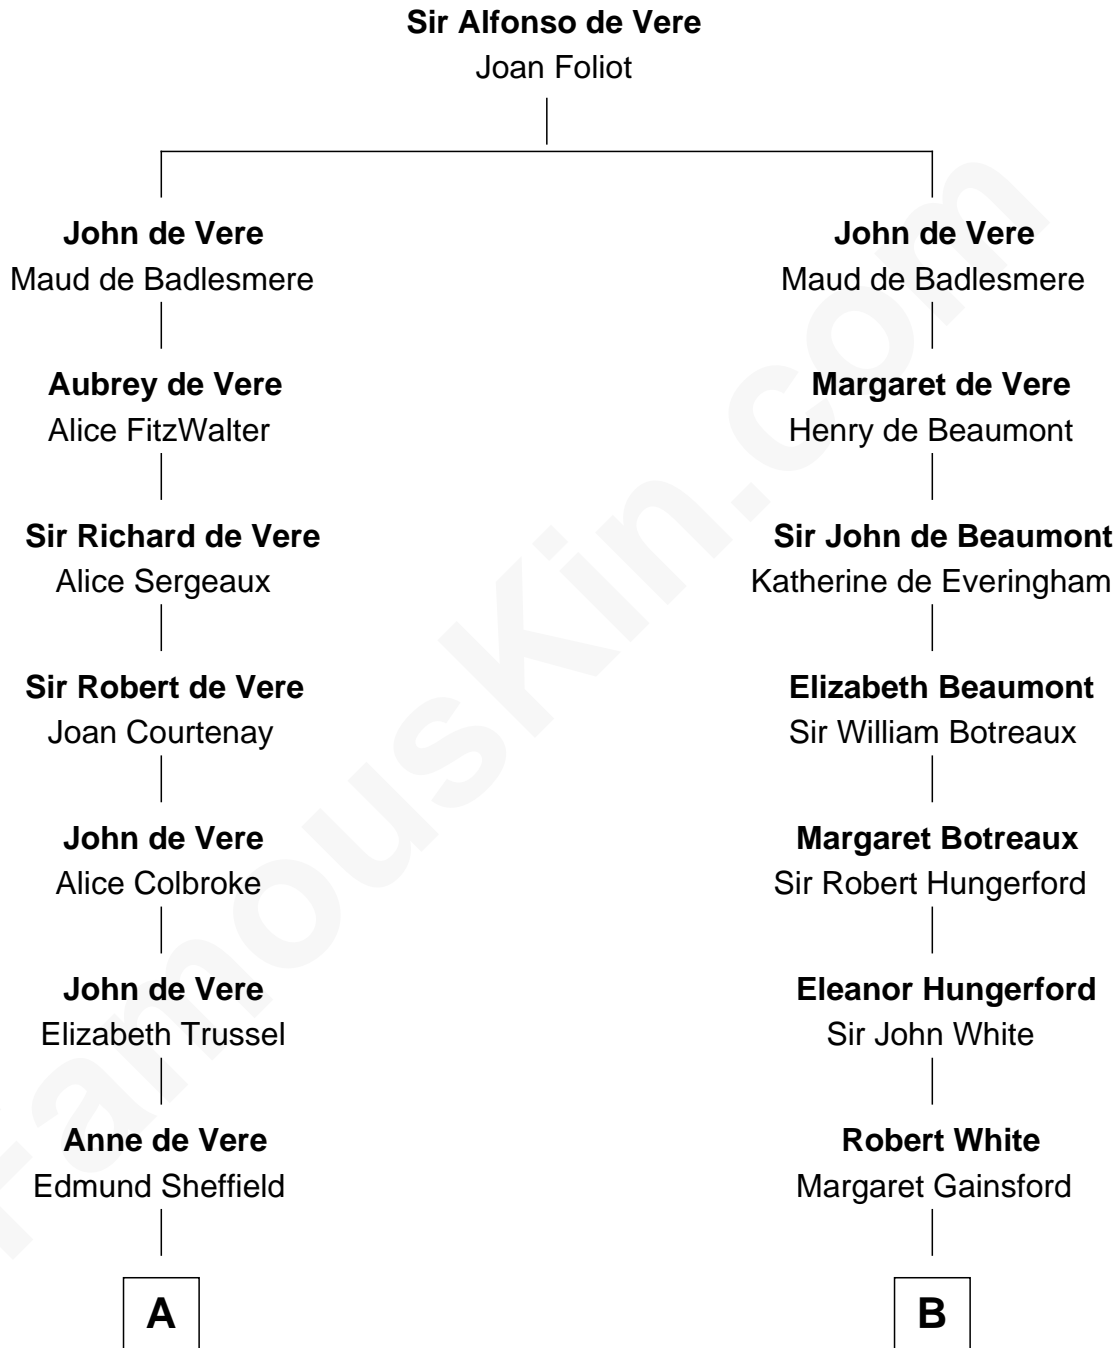 Sir Alfonso de Vere
Joan Foliot
John de Vere
Maud de Badlesmere
John de Vere
Maud de Badlesmere
Aubrey de Vere
Alice FitzWalter
Margaret de Vere
Henry de Beaumont
Sir Richard de Vere
Alice Sergeaux
Sir John de Beaumont
Katherine de Everingham
Sir Robert de Vere
Joan Courtenay
Elizabeth Beaumont
Sir William Botreaux
John de Vere
Alice Colbroke
Margaret Botreaux
Sir Robert Hungerford
John de Vere
Elizabeth Trussel
Eleanor Hungerford
Sir John White
Anne de Vere
Edmund Sheffield
Robert White
Margaret Gainsford
A
B
FamousKin.com